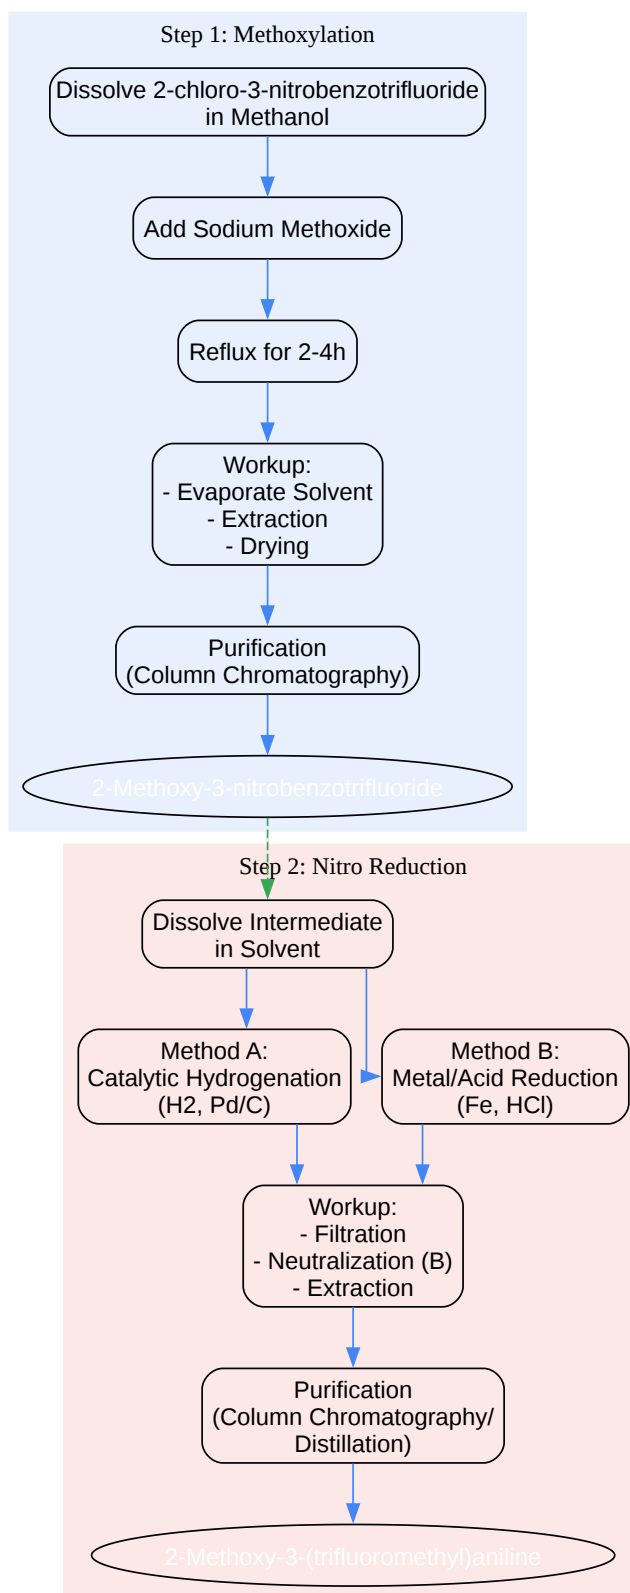 Step 1: Methoxylation
Dissolve 2-chloro-3-nitrobenzotrifluoride
in Methanol
Add Sodium Methoxide
Reflux for 2-4h
Workup:
- Evaporate Solvent
- Extraction
- Drying
Purification
(Column Chromatography)
2-Methoxy-3-nitrobenzotrifluoride
Step 2: Nitro Reduction
Dissolve Intermediate
in Solvent
Method A:
Catalytic Hydrogenation
(H2, Pd/C)
Method B:
Metal/Acid Reduction
(Fe, HCl)
Workup:
- Filtration
- Neutralization (B)
- Extraction
Purification
(Column Chromatography/
Distillation)
2-Methoxy-3-(trifluoromethyl)aniline